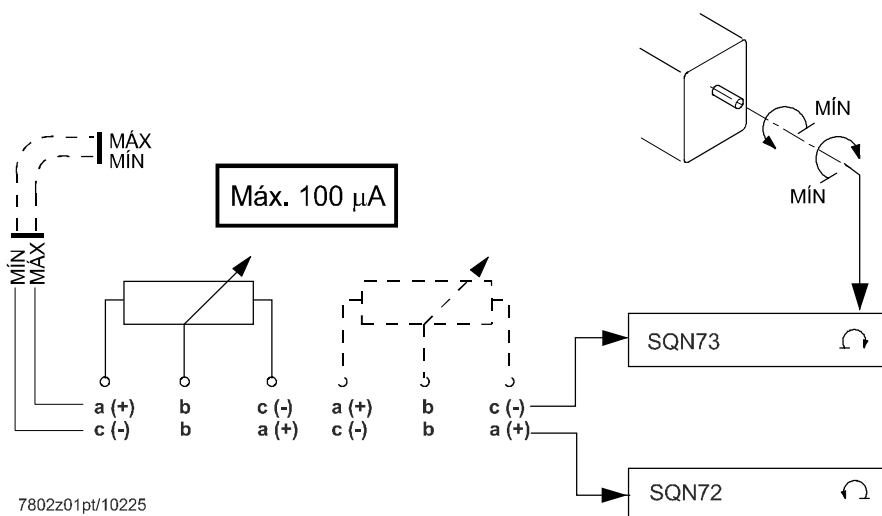 MÁX
MÍN
Máx. 100 µA
MÍN
MÍN
MÍN
MÁX
SQN73
a (+) b c (-) a (+) b c (-)
c (-) b a (+) c (-) b a (+)
SQN72
7802z01pt/10225